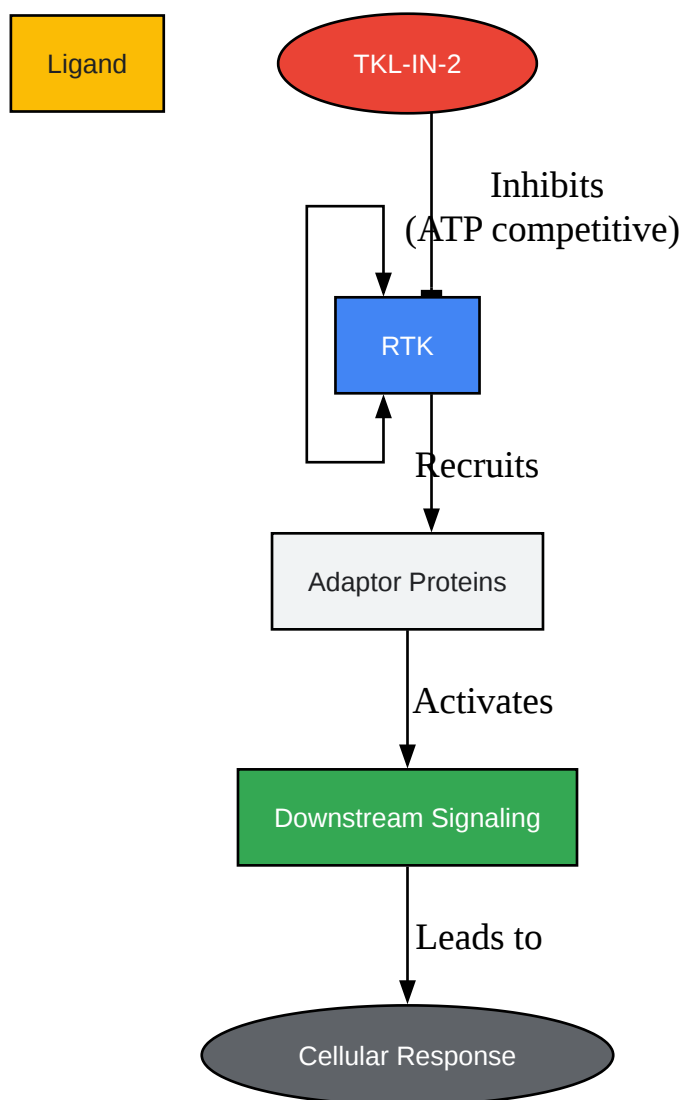 Ligand
TKL-IN-2
Inhibits
(ATP competitive)
RTK
Recruits
Adaptor Proteins
Activates
Downstream Signaling
Leads to
Cellular Response